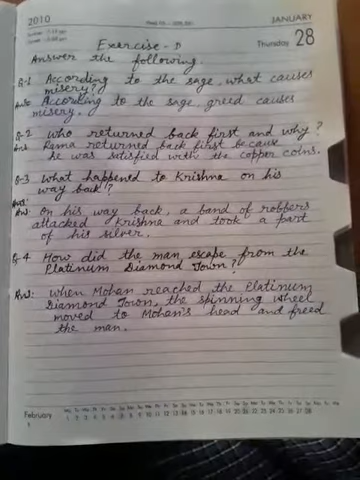 2010
JANUARY
Thursday 28
Exercise - D
Answer the following.
Q-1 According to the sage, what causes
misery?
Ans: According to the sage, greed causes
misery.
Q-2 Who returned back first and why?
Ans: Rama returned back first because
he was satisfied with the copper coins.
Q-3 What happened to Krishna on his
way back?
Ans:
Ans: On his way back, a band of robbers
attacked Krishna and took a part
of his silver.
Q-4 How did the man escape from the
Platinum Diamond Town?
Ans: When Mohan reached the Platinum
Diamond Town, the spinning wheel
moved to Mohan's head and freed
the man.
February